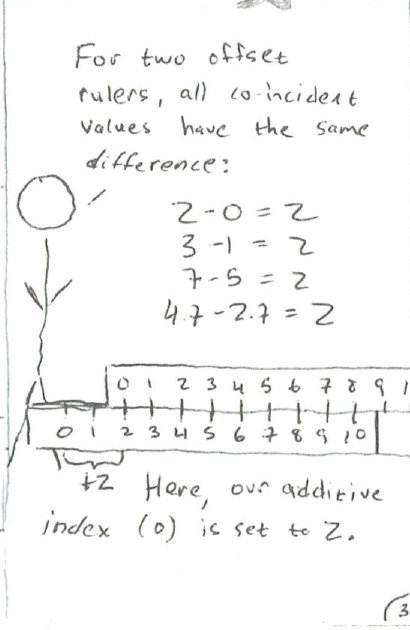 For two offset
rulers, all co-incident
values have the same
difference:
2-0 = 2
3-1 = 2
7-5 = 2
4.7-2.7 = 2
0 1 2 3 4 5 6 7 8 9 1
0 1 2 3 4 5 6 7 8 9 10
+2 Here, our additive
index (0) is set to 2.
3